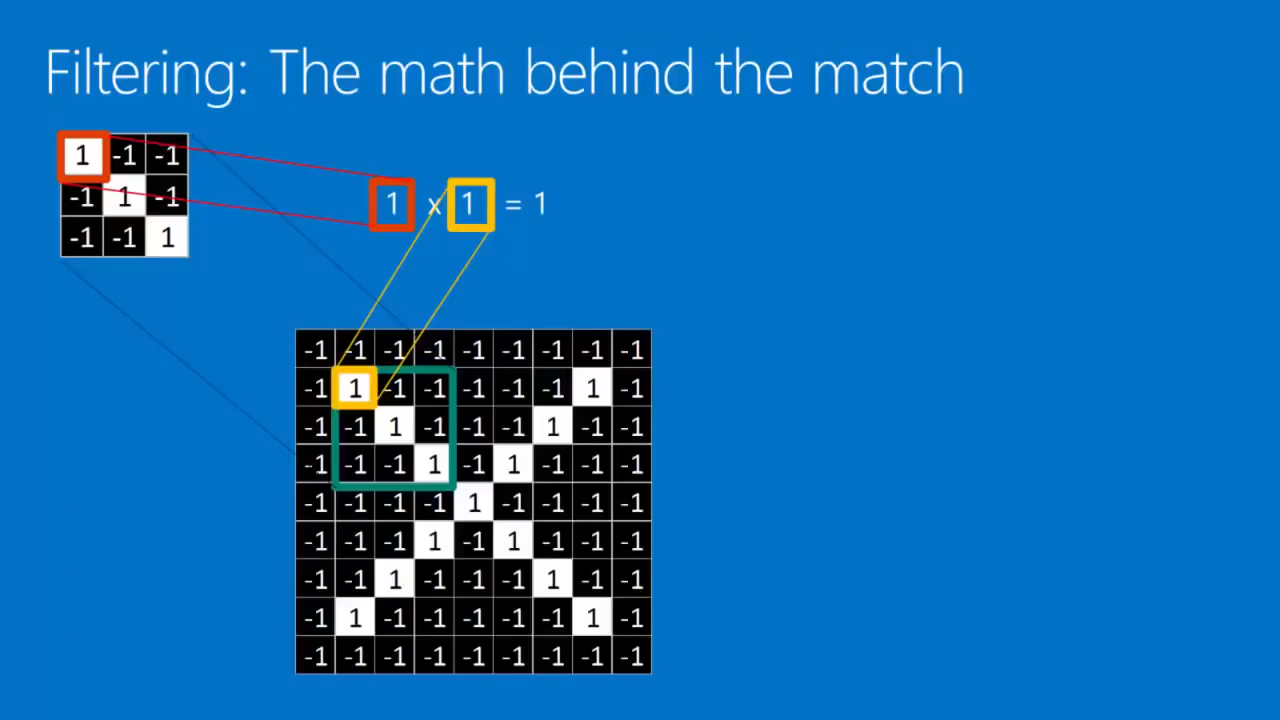 Filtering: The math behind the match
1 -1 -1
-1 1 -1
-1 -1 1
1 x 1 = 1
-1 -1 -1 -1 -1 -1 -1 -1 -1
-1 1 -1 -1 -1 -1 -1 1 -1
-1 -1 1 -1 -1 -1 1 -1 -1
-1 -1 -1 1 -1 1 -1 -1 -1
-1 -1 -1 -1 1 -1 -1 -1 -1
-1 -1 -1 1 -1 1 -1 -1 -1
-1 -1 1 -1 -1 -1 1 -1 -1
-1 1 -1 -1 -1 -1 -1 1 -1
-1 -1 -1 -1 -1 -1 -1 -1 -1